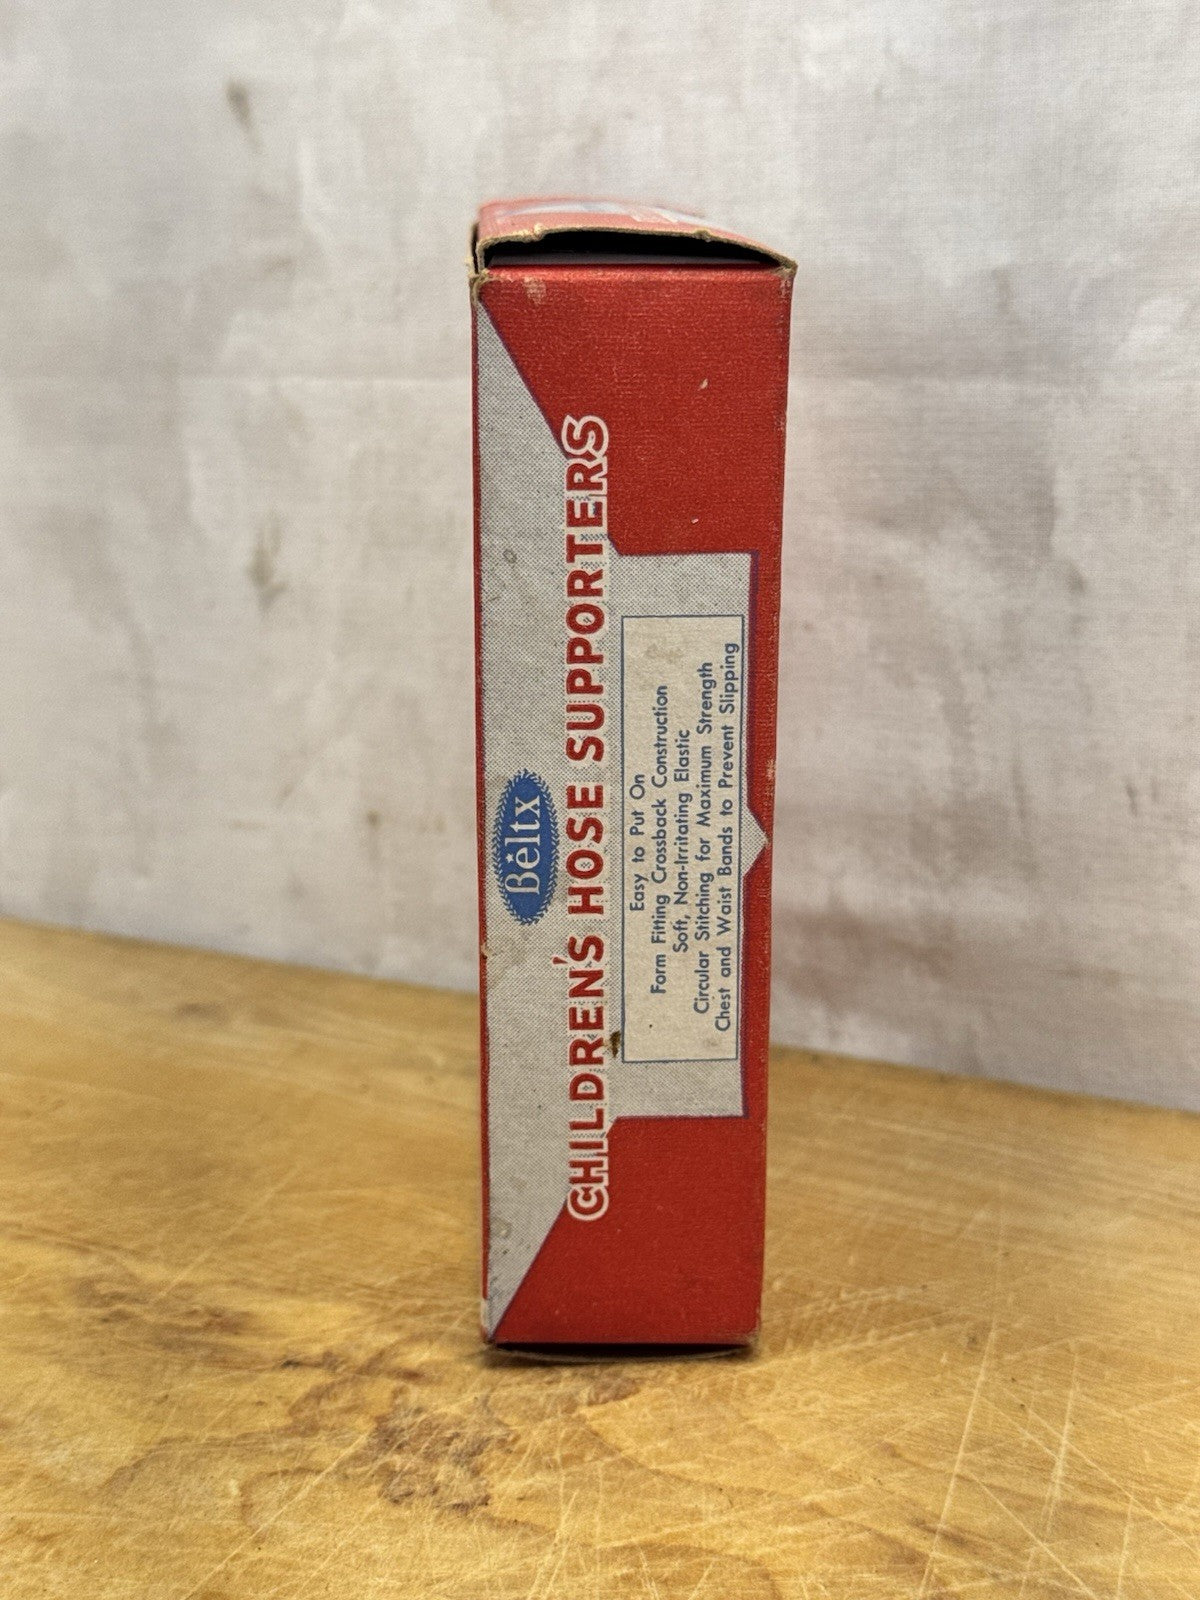 Beltx
CHILDREN'S HOSE SUPPORTERS
Easy to Put On
Form Fitting Crossback Construction
Soft, Non-Irritating Elastic
Circular Stitching for Maximum Strength
Chest and Waist Bands to Prevent Slipping